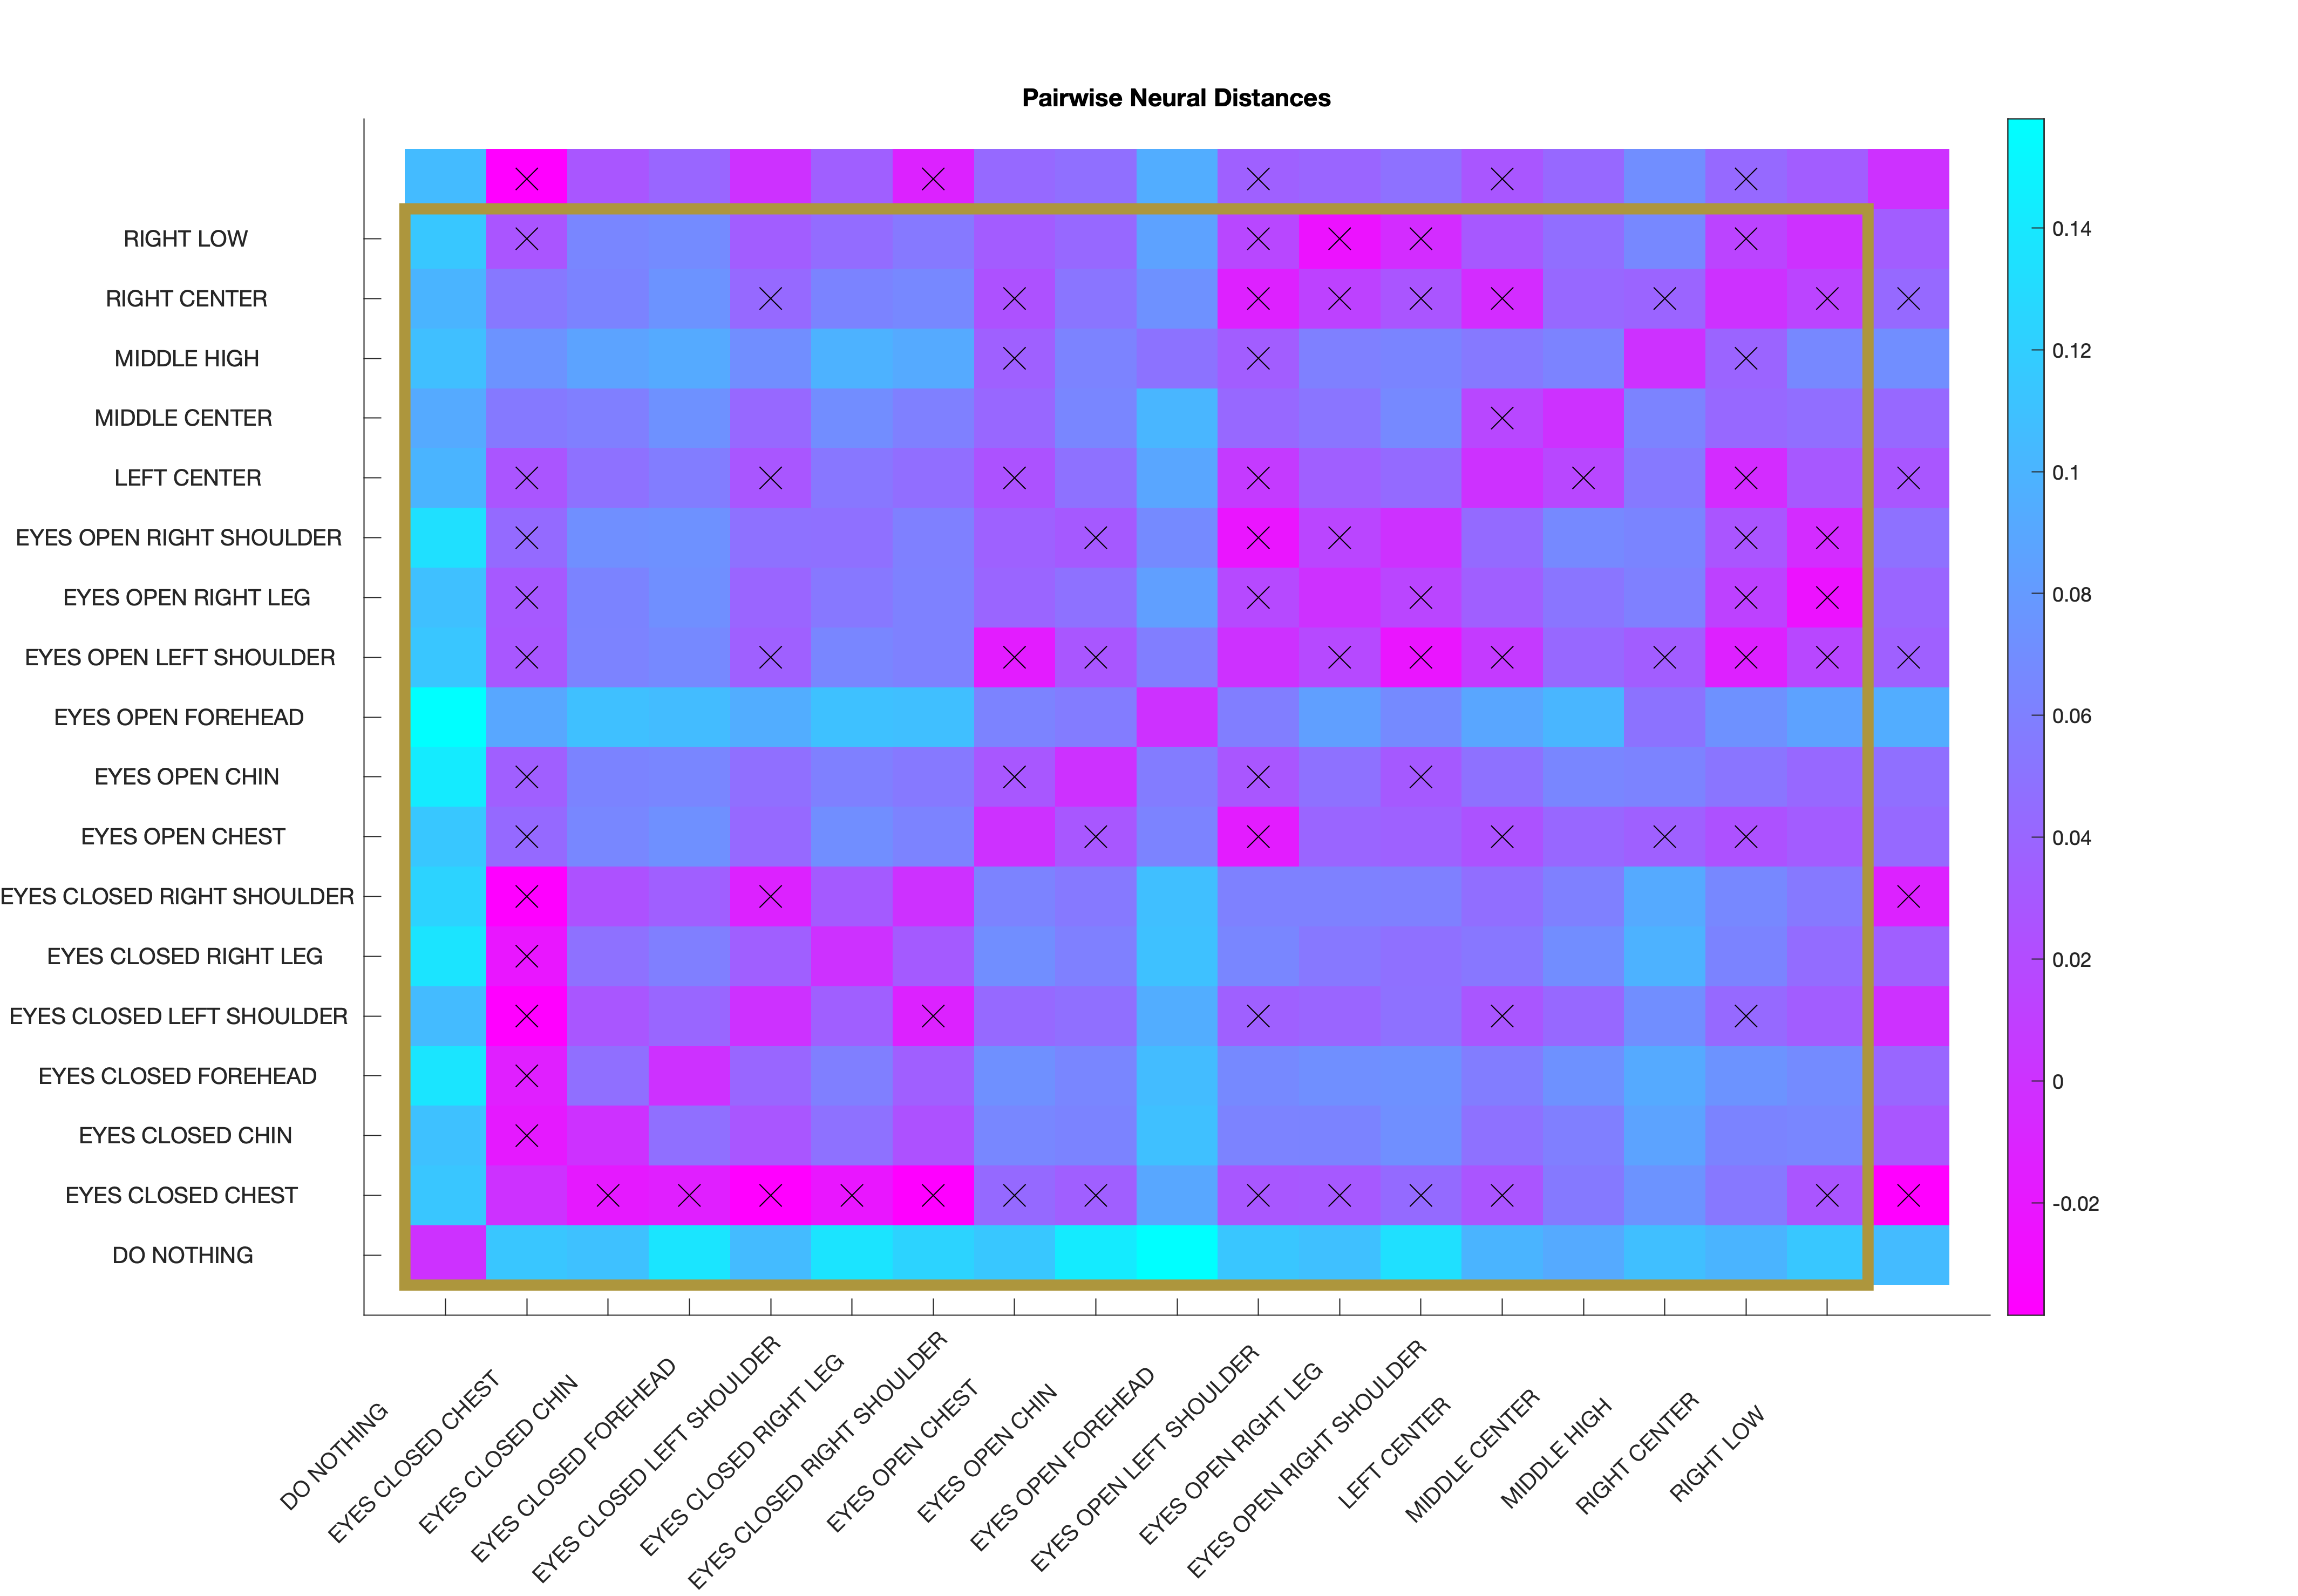 Pairwise Neural Distances
RIGHT LOW
RIGHT CENTER
MIDDLE HIGH
MIDDLE CENTER
LEFT CENTER
EYES OPEN RIGHT SHOULDER
EYES OPEN RIGHT LEG
EYES OPEN LEFT SHOULDER
EYES OPEN FOREHEAD
EYES OPEN CHIN
EYES OPEN CHEST
EYES CLOSED RIGHT SHOULDER
EYES CLOSED RIGHT LEG
EYES CLOSED LEFT SHOULDER
EYES CLOSED FOREHEAD
EYES CLOSED CHIN
EYES CLOSED CHEST
DO NOTHING
DO NOTHING
EYES CLOSED CHEST
EYES CLOSED CHIN
EYES CLOSED FOREHEAD
EYES CLOSED LEFT SHOULDER
EYES CLOSED RIGHT LEG
EYES CLOSED RIGHT SHOULDER
EYES OPEN CHEST
EYES OPEN CHIN
EYES OPEN FOREHEAD
EYES OPEN LEFT SHOULDER
EYES OPEN RIGHT LEG
EYES OPEN RIGHT SHOULDER
LEFT CENTER
MIDDLE CENTER
MIDDLE HIGH
RIGHT CENTER
RIGHT LOW
0.14
0.12
0.1
0.08
0.06
0.04
0.02
0
-0.02